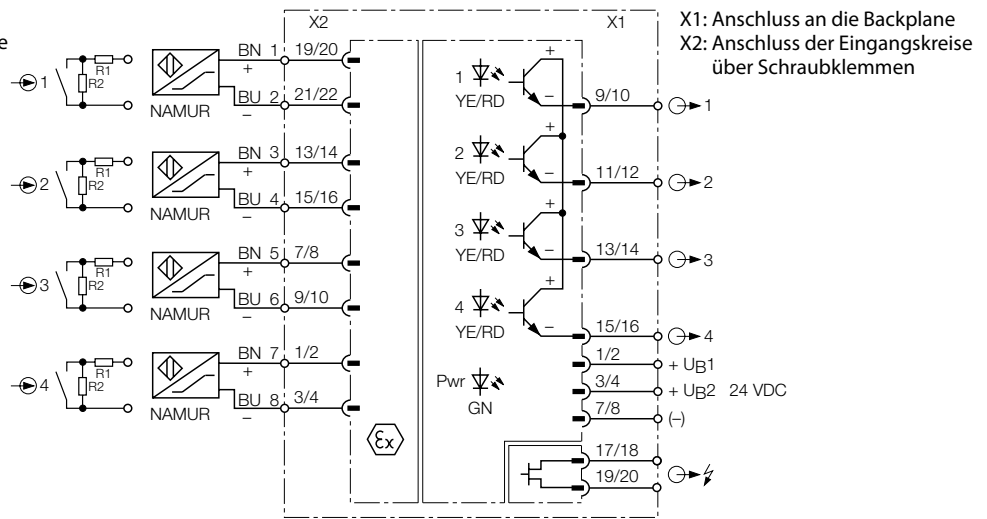 X2
X1
X1: Anschluss an die Backplane
X2: Anschluss der Eingangskreise
über Schraubklemmen
e
1
R1
R2
NAMUR
BN 1 19/20
+
BU 2 21/22
–
1
YE/RD
+
–
9/10
1
2
R1
R2
NAMUR
BN 3 13/14
+
BU 4 15/16
–
2
YE/RD
+
–
11/12
2
3
R1
R2
NAMUR
BN 5 7/8
+
BU 6 9/10
–
3
YE/RD
+
–
13/14
3
4
YE/RD
+
–
15/16
4
4
R1
R2
NAMUR
BN 7 1/2
+
BU 8 3/4
–
1/2
+ UB1
Pwr
GN
3/4
+ UB2 24 VDC
7/8
(–)
Ex
17/18
19/20